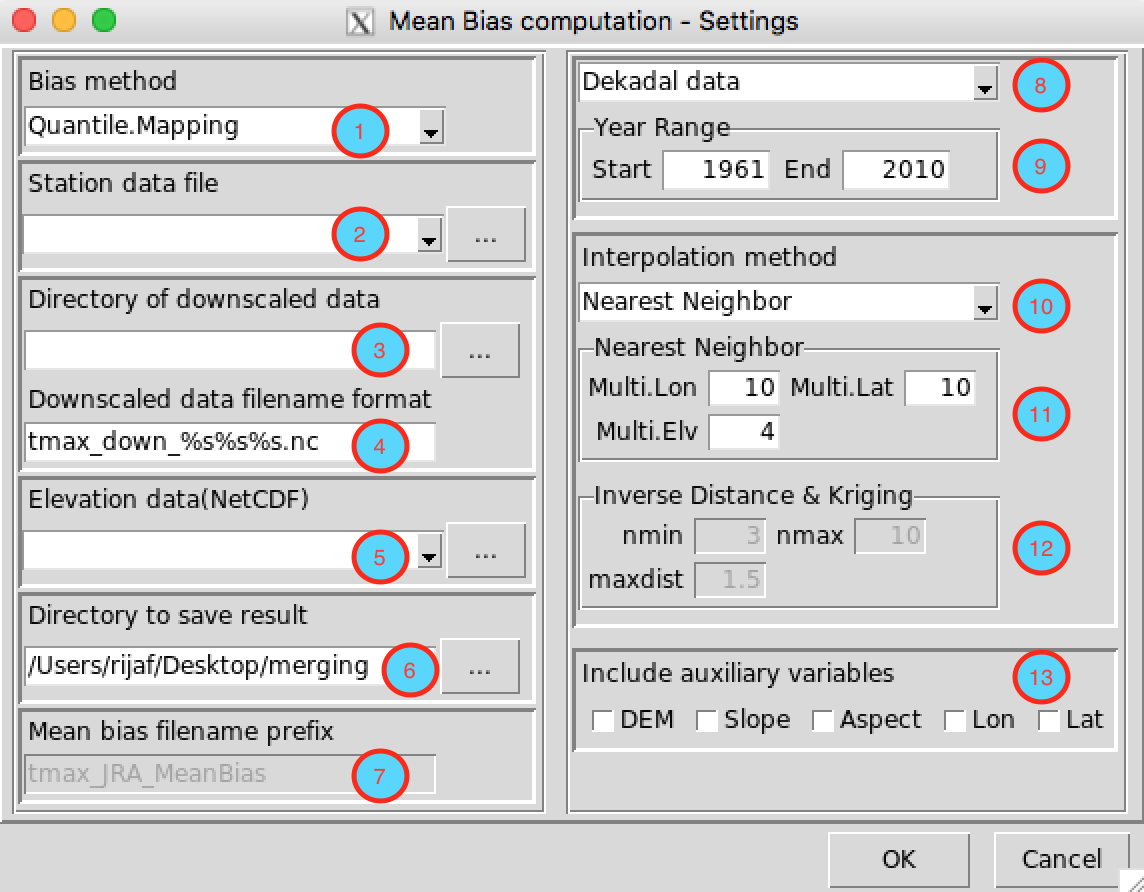 Mean Bias computation - Settings
Bias method
Quantile.Mapping 1
Station data file
2 ...
Directory of downscaled data
3 ...
Downscaled data filename format
tmax_down_%s%s%s.nc 4
Elevation data(NetCDF)
5 ...
Directory to save result
/Users/rijaf/Desktop/merging 6 ...
Mean bias filename prefix
tmax_JRA_MeanBias 7
Dekadal data 8
Year Range
Start 1961 End 2010 9
Interpolation method
Nearest Neighbor 10
Nearest Neighbor
Multi.Lon 10 Multi.Lat 10 11
Multi.Elv 4
Inverse Distance & Kriging
nmin 3 nmax 10 12
maxdist 1.5
Include auxiliary variables 13
DEM Slope Aspect Lon Lat
OK Cancel